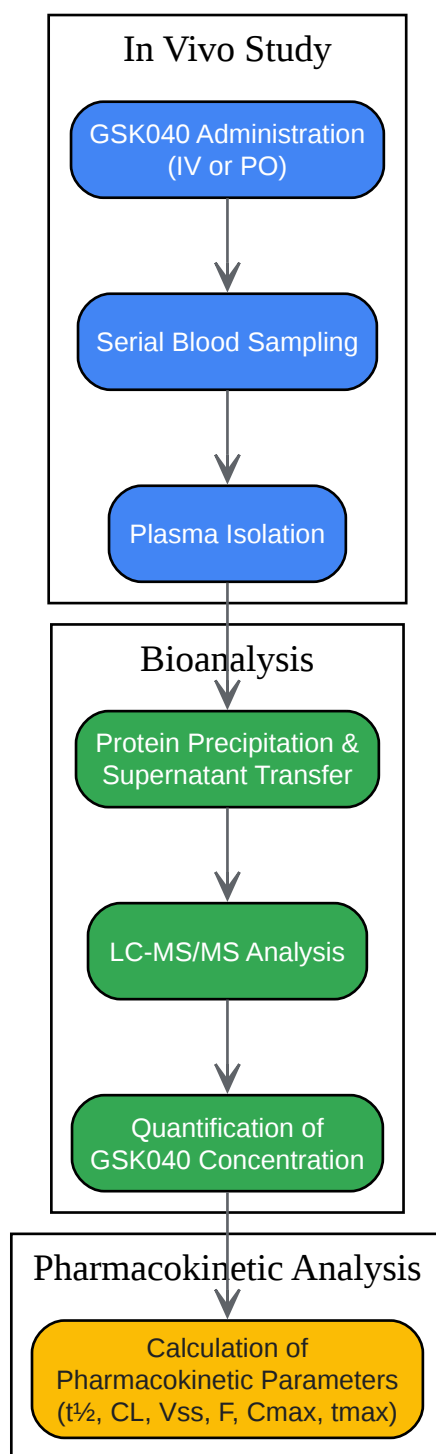 In Vivo Study
GSK040 Administration
(IV or PO)
Serial Blood Sampling
Plasma Isolation
Bioanalysis
Protein Precipitation &
Supernatant Transfer
LC-MS/MS Analysis
Quantification of
GSK040 Concentration
Pharmacokinetic Analysis
Calculation of
Pharmacokinetic Parameters
(t½, CL, Vss, F, Cmax, tmax)